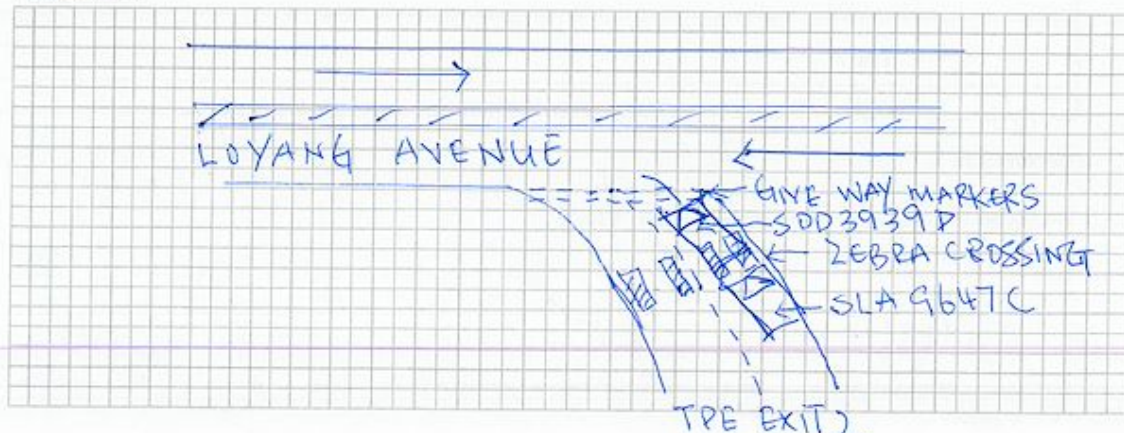 LOYANG AVENUE
GIVE WAY MARKERS
SDD3939D
ZEBRA CROSSING
SLA9647C
TPE EXIT)